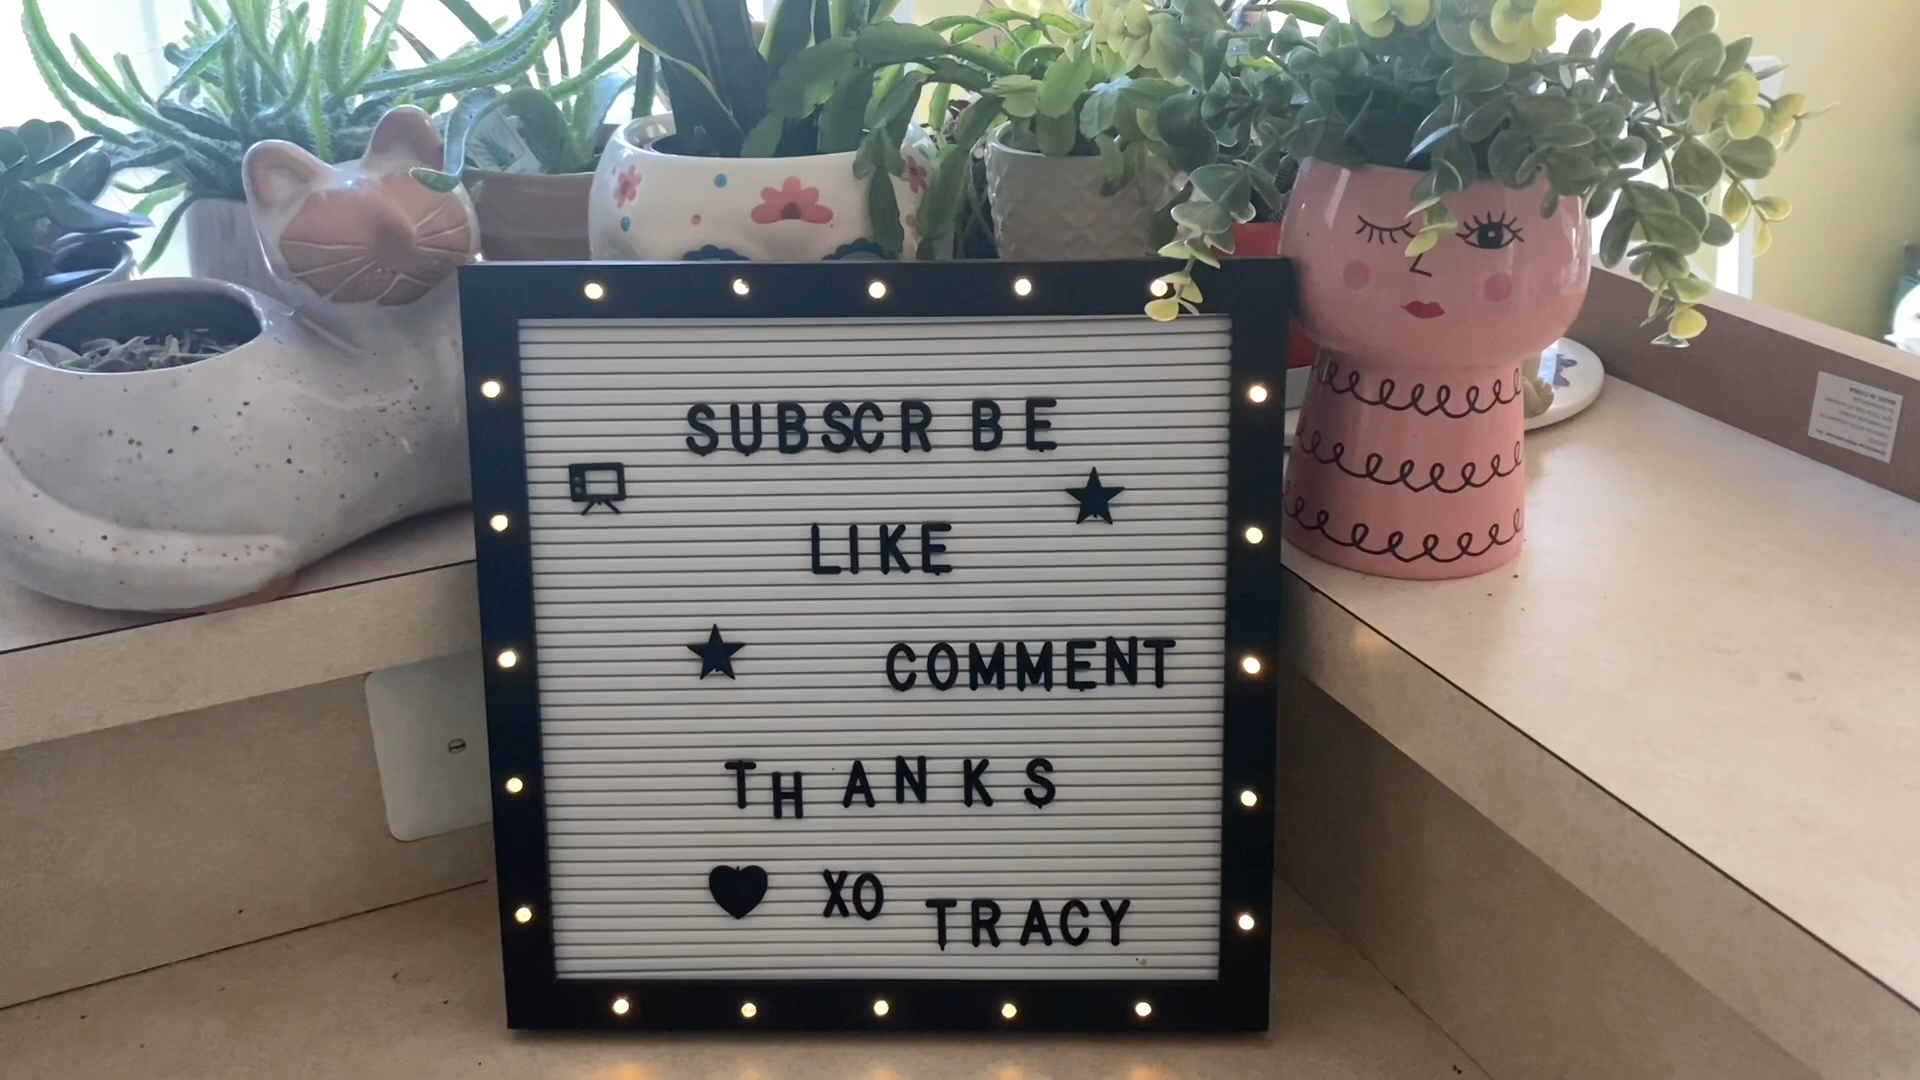 SUBSCR BE
LIKE
COMMENT
THANKS
XO TRACY